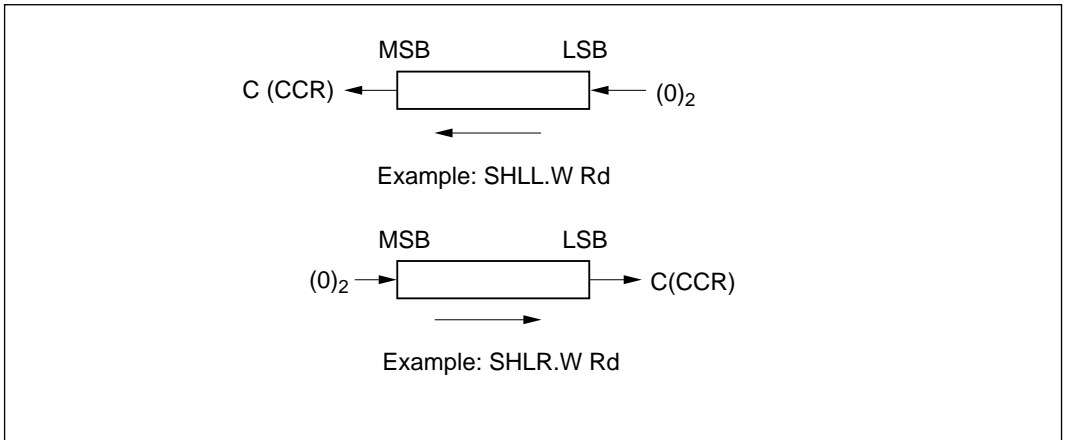 MSB LSB
C (CCR) (0)2
Example: SHLL.W Rd
MSB LSB
(0)2 C(CCR)
Example: SHLR.W Rd